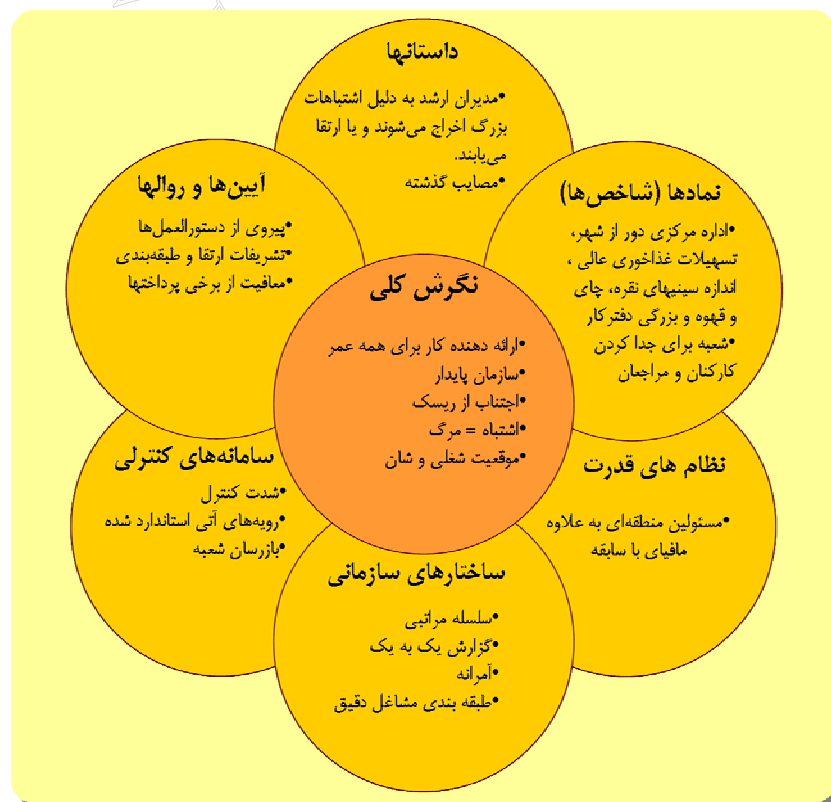 داستانها
•مدیران ارشد به دلیل اشتباهات
بزرگ اخراج می‌شوند و یا ارتقا
می‌یابند.
•مصایب گذشته
نمادها (شاخص‌ها)
•اداره مرکزی دور از شهر،
تسهیلات غذاخوری عالی ،
اندازه سینیهای نقره، چای
و قهوه و بزرگی دفترکار
•شعبه برای جدا کردن
کارکنان و مراجعان
آیین‌ها و روالها
•پیروی از دستورالعمل‌ها
•تشریفات ارتقا و طبقه‌بندی
•معافیت از برخی پرداختها
نگرش کلی
•ارائه دهنده کار برای همه عمر
•سازمان پایدار
•اجتناب از ریسک
•اشتباه = مرگ
•موقعیت شغلی و شان
نظام های قدرت
•مسئولین منطقه‌ای به علاوه
مافیای با سابقه
سامانه‌های کنترلی
•شدت کنترل
•رویه‌های آتی استاندارد شده
•بازرسان شعبه
ساختارهای سازمانی
•سلسله مراتبی
•گزارش یک به یک
•آمرانه
•طبقه بندی مشاغل دقیق